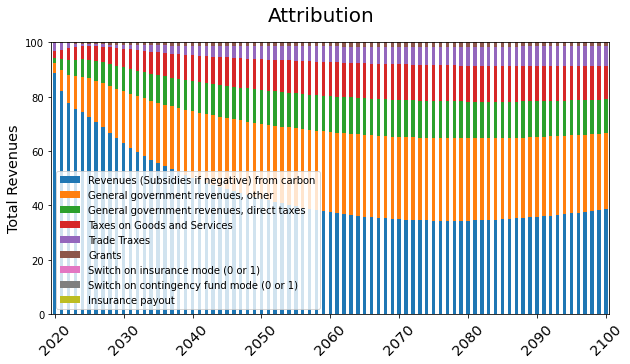 Attribution
Total Revenues
100
80
60
40
20
0
Revenues (Subsidies if negative) from carbon
General government revenues, other
General government revenues, direct taxes
Taxes on Goods and Services
Trade Traxes
Grants
Switch on insurance mode (0 or 1)
Switch on contingency fund mode (0 or 1)
Insurance payout
2020
2030
2040
2050
2060
2070
2080
2090
2100